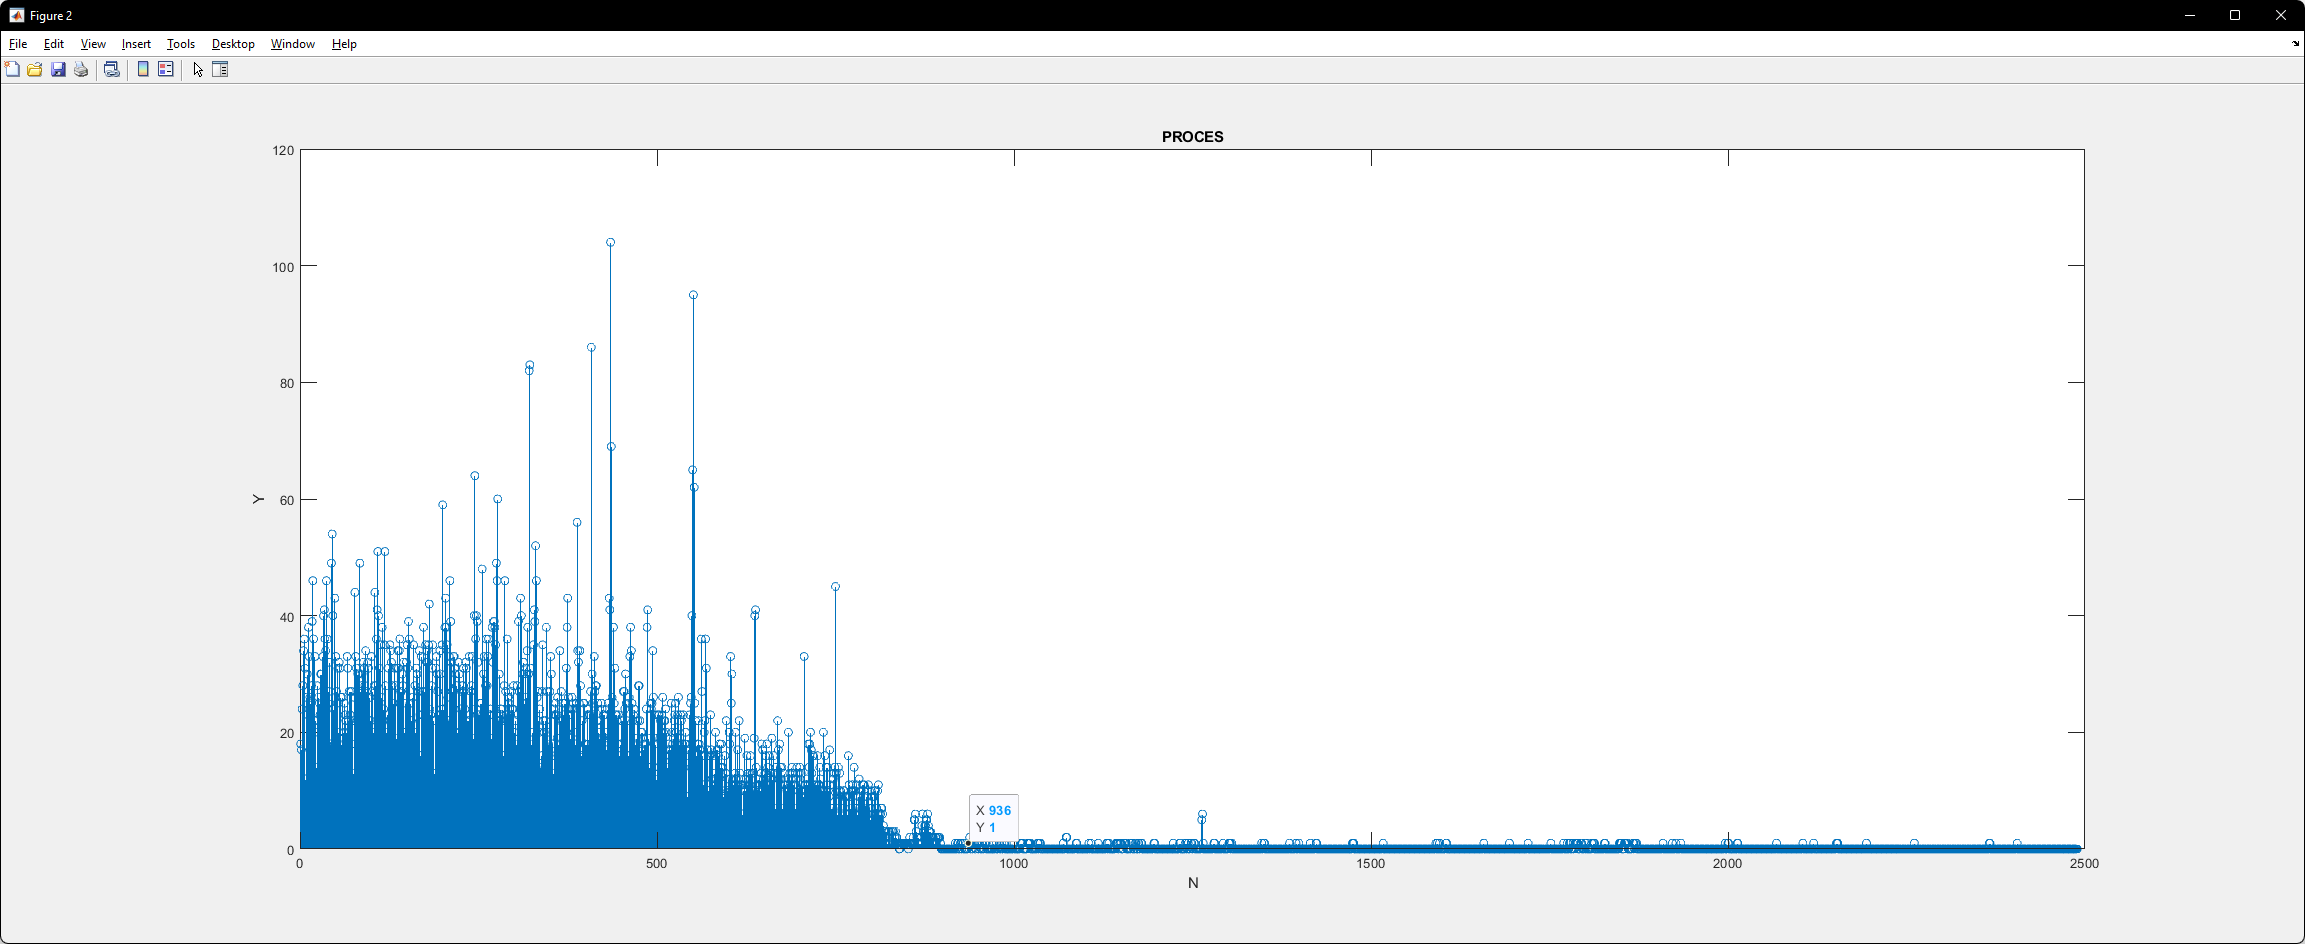 Figure 2
File Edit View Insert Tools Desktop Window Help
PROCES
120
100
80
60
40
20
0
Y
X 936
Y 1
0 500 1000 1500 2000 2500
N